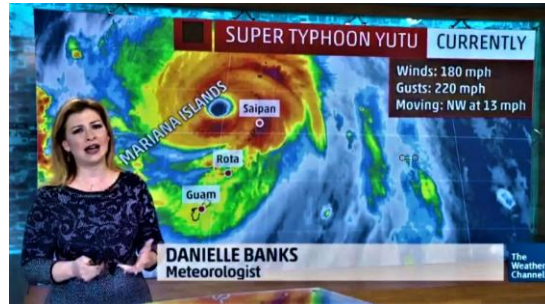 SUPER TYPHOON YUTU
CURRENTLY
Winds: 180 mph
Gusts: 220 mph
Moving: NW at 13 mph
MARIANA ISLANDS
Saipan
Rota
Guam
DANIELLE BANKS
Meteorologist
The
Weather
Channel